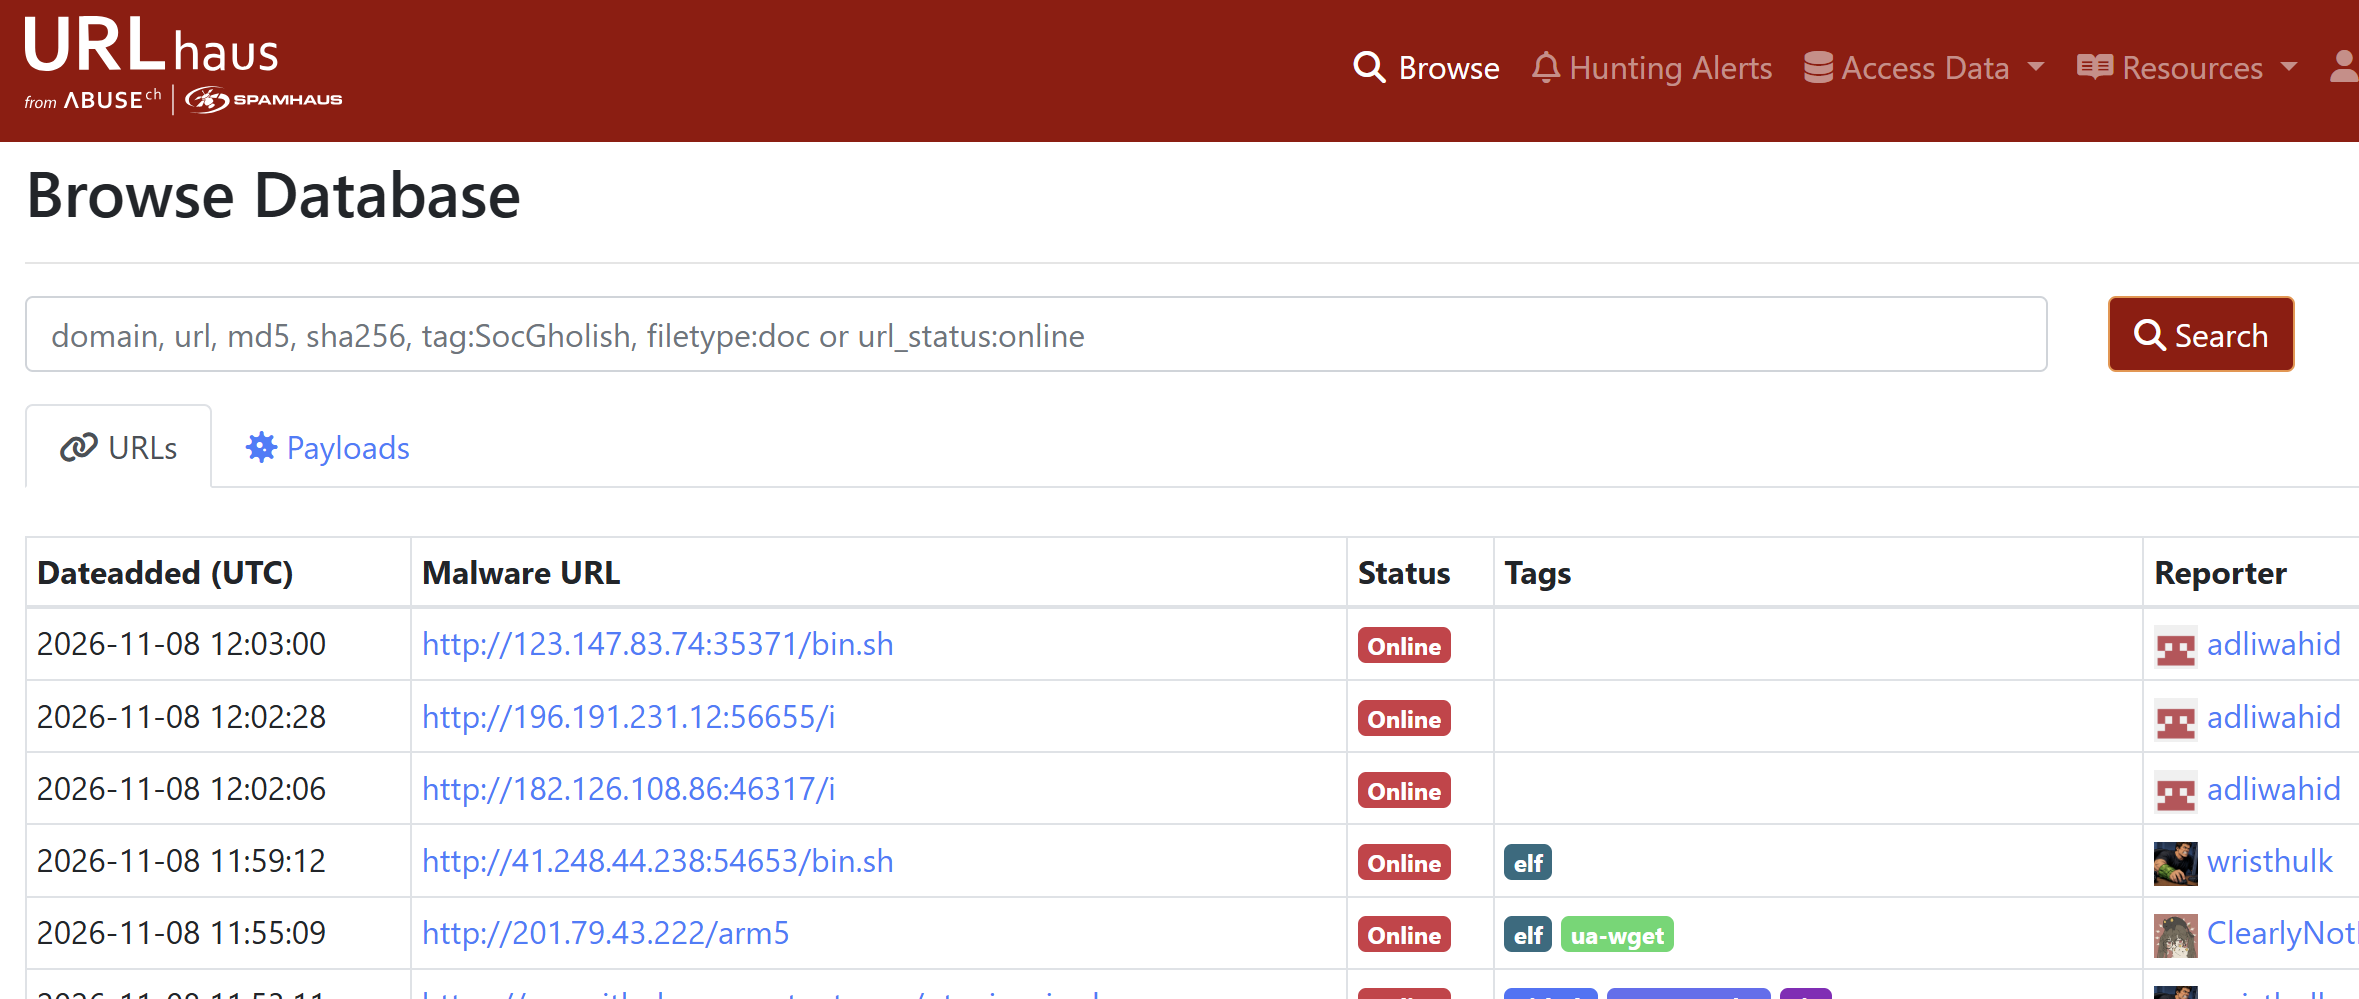 URLhaus
from ABUSE ch | SPAMHAUS
Browse Hunting Alerts Access Data Resources
Browse Database
domain, url, md5, sha256, tag:SocGholish, filetype:doc or url_status:online
Search
URLs Payloads
Dateadded (UTC) Malware URL Status Tags Reporter
2026-11-08 12:03:00 http://123.147.83.74:35371/bin.sh Online adliwahid
2026-11-08 12:02:28 http://196.191.231.12:56655/i Online adliwahid
2026-11-08 12:02:06 http://182.126.108.86:46317/i Online adliwahid
2026-11-08 11:59:12 http://41.248.44.238:54653/bin.sh Online elf wristhulk
2026-11-08 11:55:09 http://201.79.43.222/arm5 Online elf ua-wget